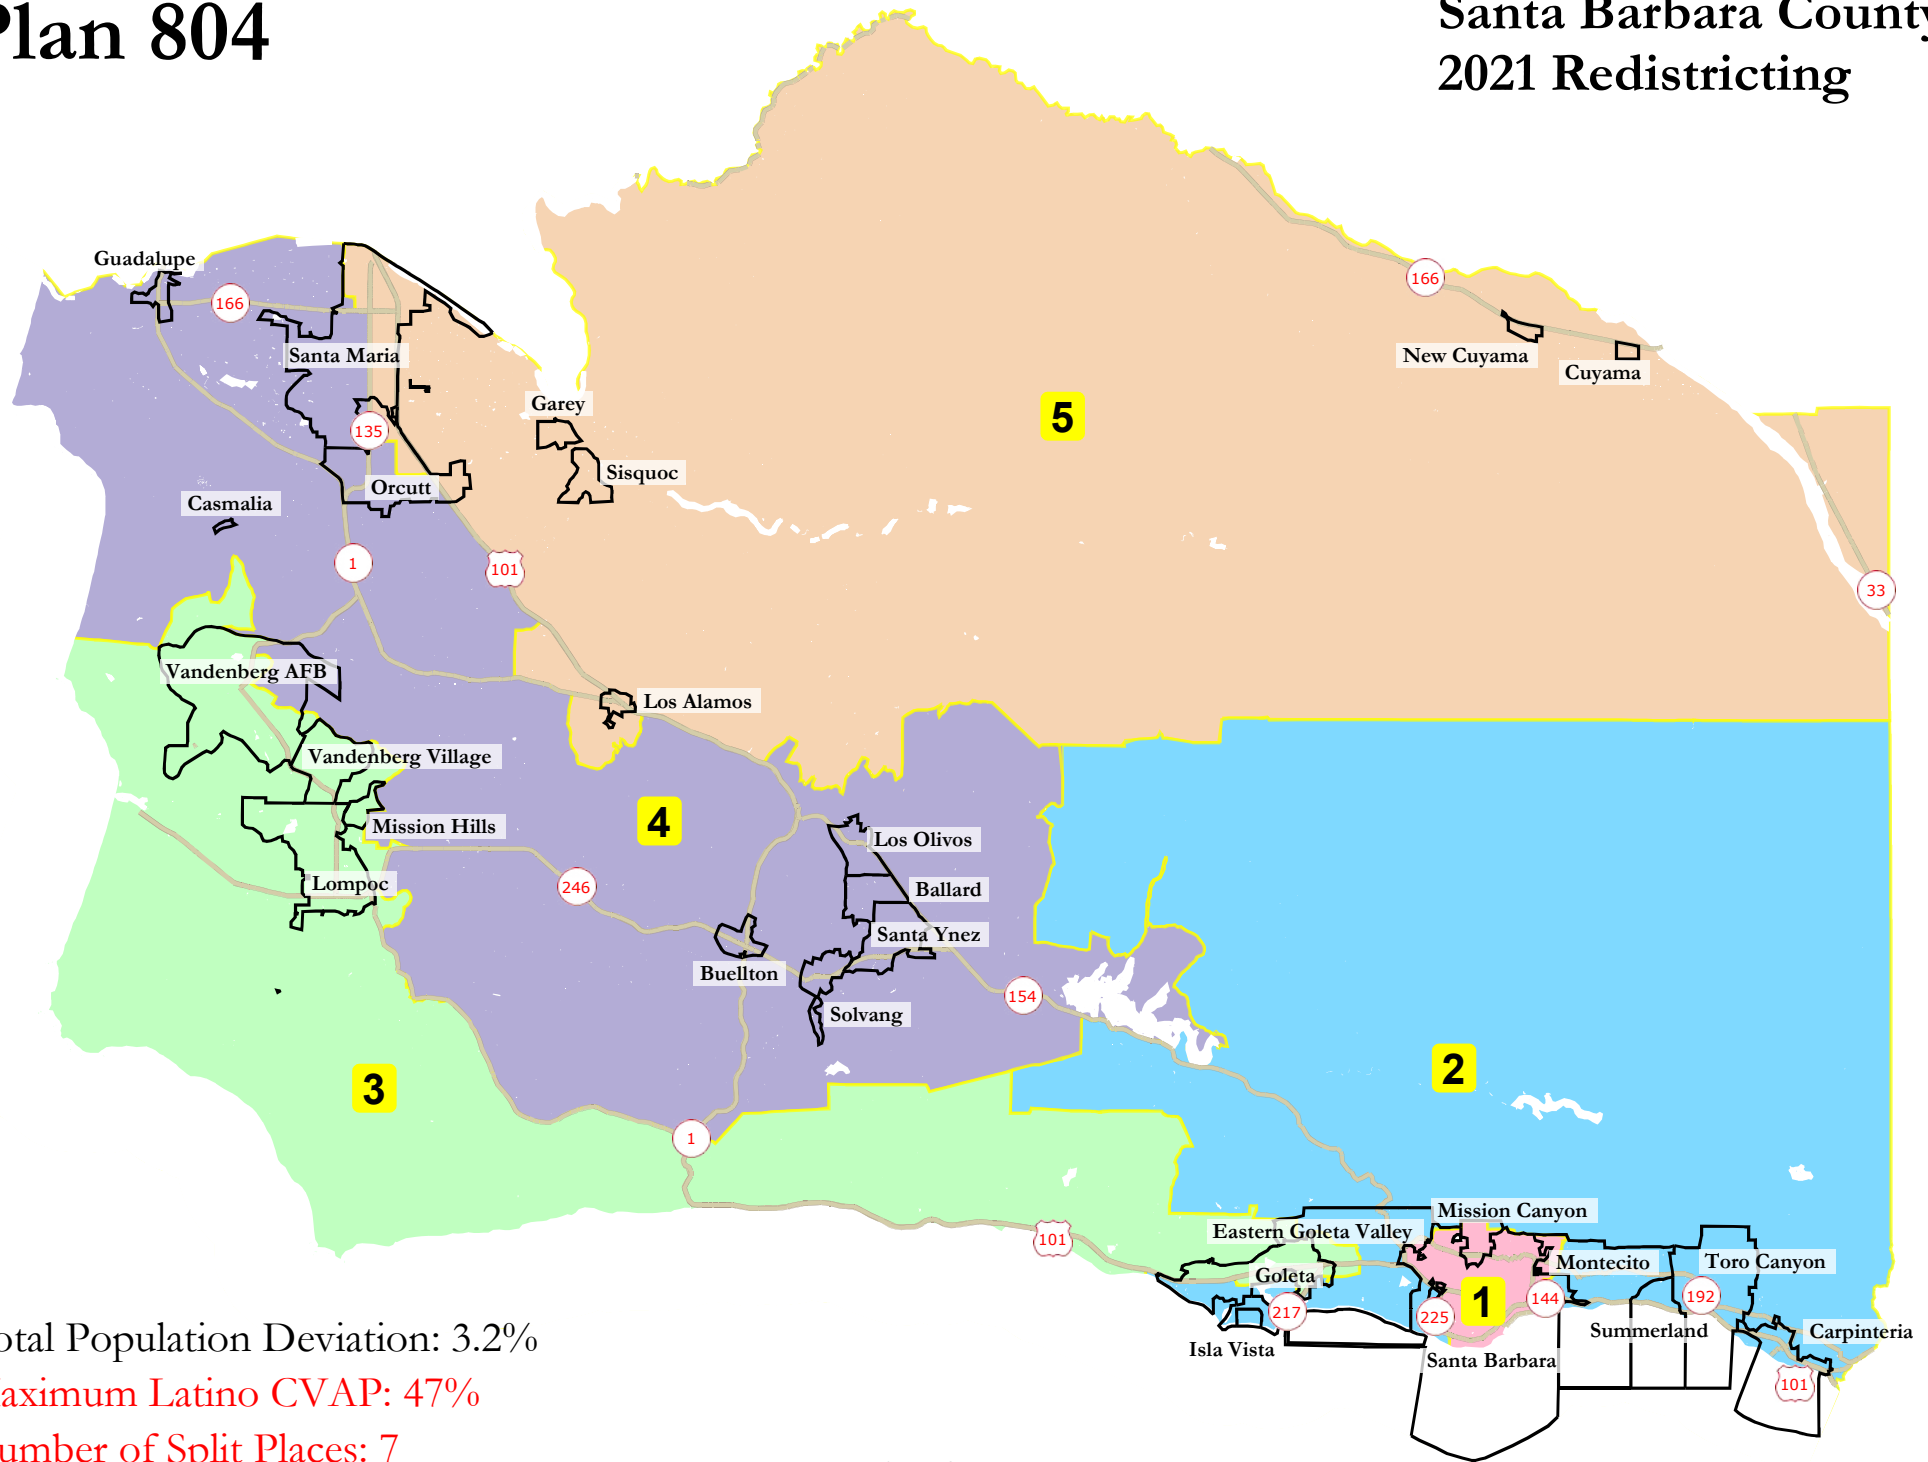 Plan 804
Santa Barbara County
2021 Redistricting
Guadalupe
166
Santa Maria
135
Orcutt
Casmalia
1
101
Garey
Sisquoc
5
166
New Cuyama
Cuyama
33
Vandenberg AFB
Los Alamos
Vandenberg Village
Mission Hills
4
Los Olivos
Lompoc
246
Ballard
Santa Ynez
Buellton
154
Solvang
3
2
1
101
Mission Canyon
Eastern Goleta Valley
Goleta
Montecito
Toro Canyon
217
225
1
144
192
Isla Vista
Santa Barbara
Summerland
Carpinteria
101
otal Population Deviation: 3.2%
aximum Latino CVAP: 47%
umber of Split Places: 7